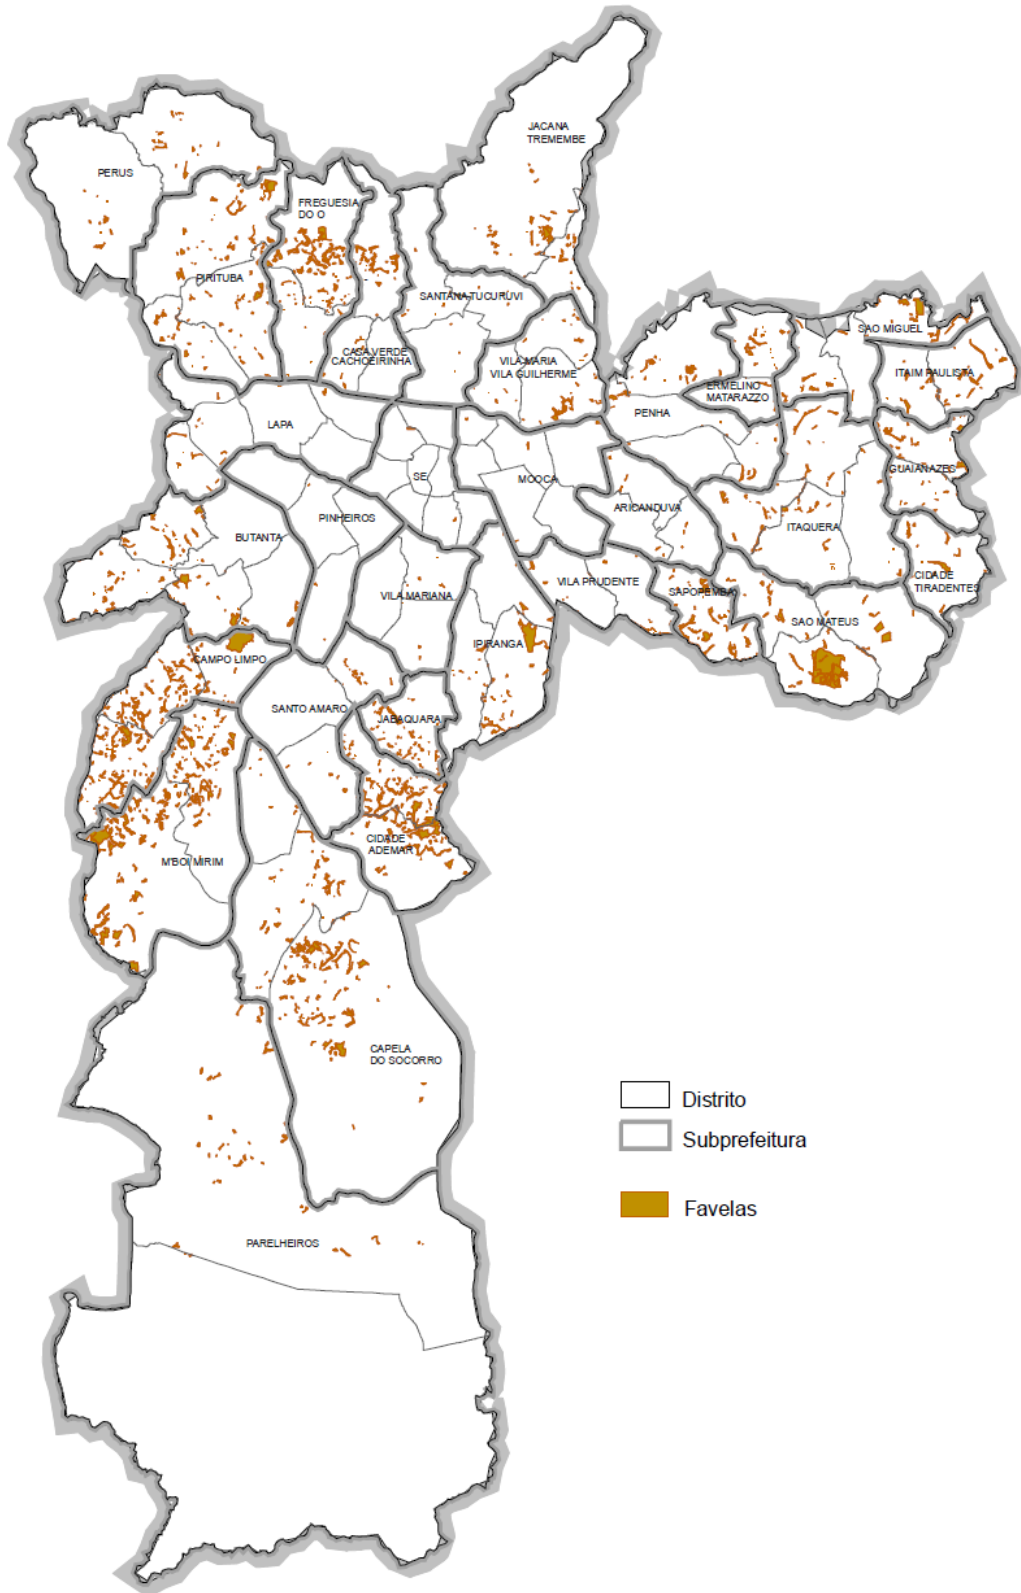 JACANA
TREMEMBE
PERUS
FREGUESIA
DO O
PIRITUBA
SANTANA-TUCURUVI
SAO MIGUEL
CASA VERDE
CACHOEIRINHA
VILA MARIA
VILA GUILHERME
ITAIM PAULISTA
ERMELINO
MATARAZZO
PENHA
LAPA
SE
MOOCA
GUAIANAZES
ARICANDUVA
PINHEIROS
ITAQUERA
BUTANTA
CIDADE
TIRADENTES
VILA PRUDENTE
SAPOPEMBA
VILA MARIANA
SAO MATEUS
IPIRANGA
CAMPO LIMPO
SANTO AMARO
JABAQUARA
CIDADE
ADEMAR
M'BOI MIRIM
CAPELA
DO SOCORRO
PARELHEIROS
Distrito
Subprefeitura
Favelas